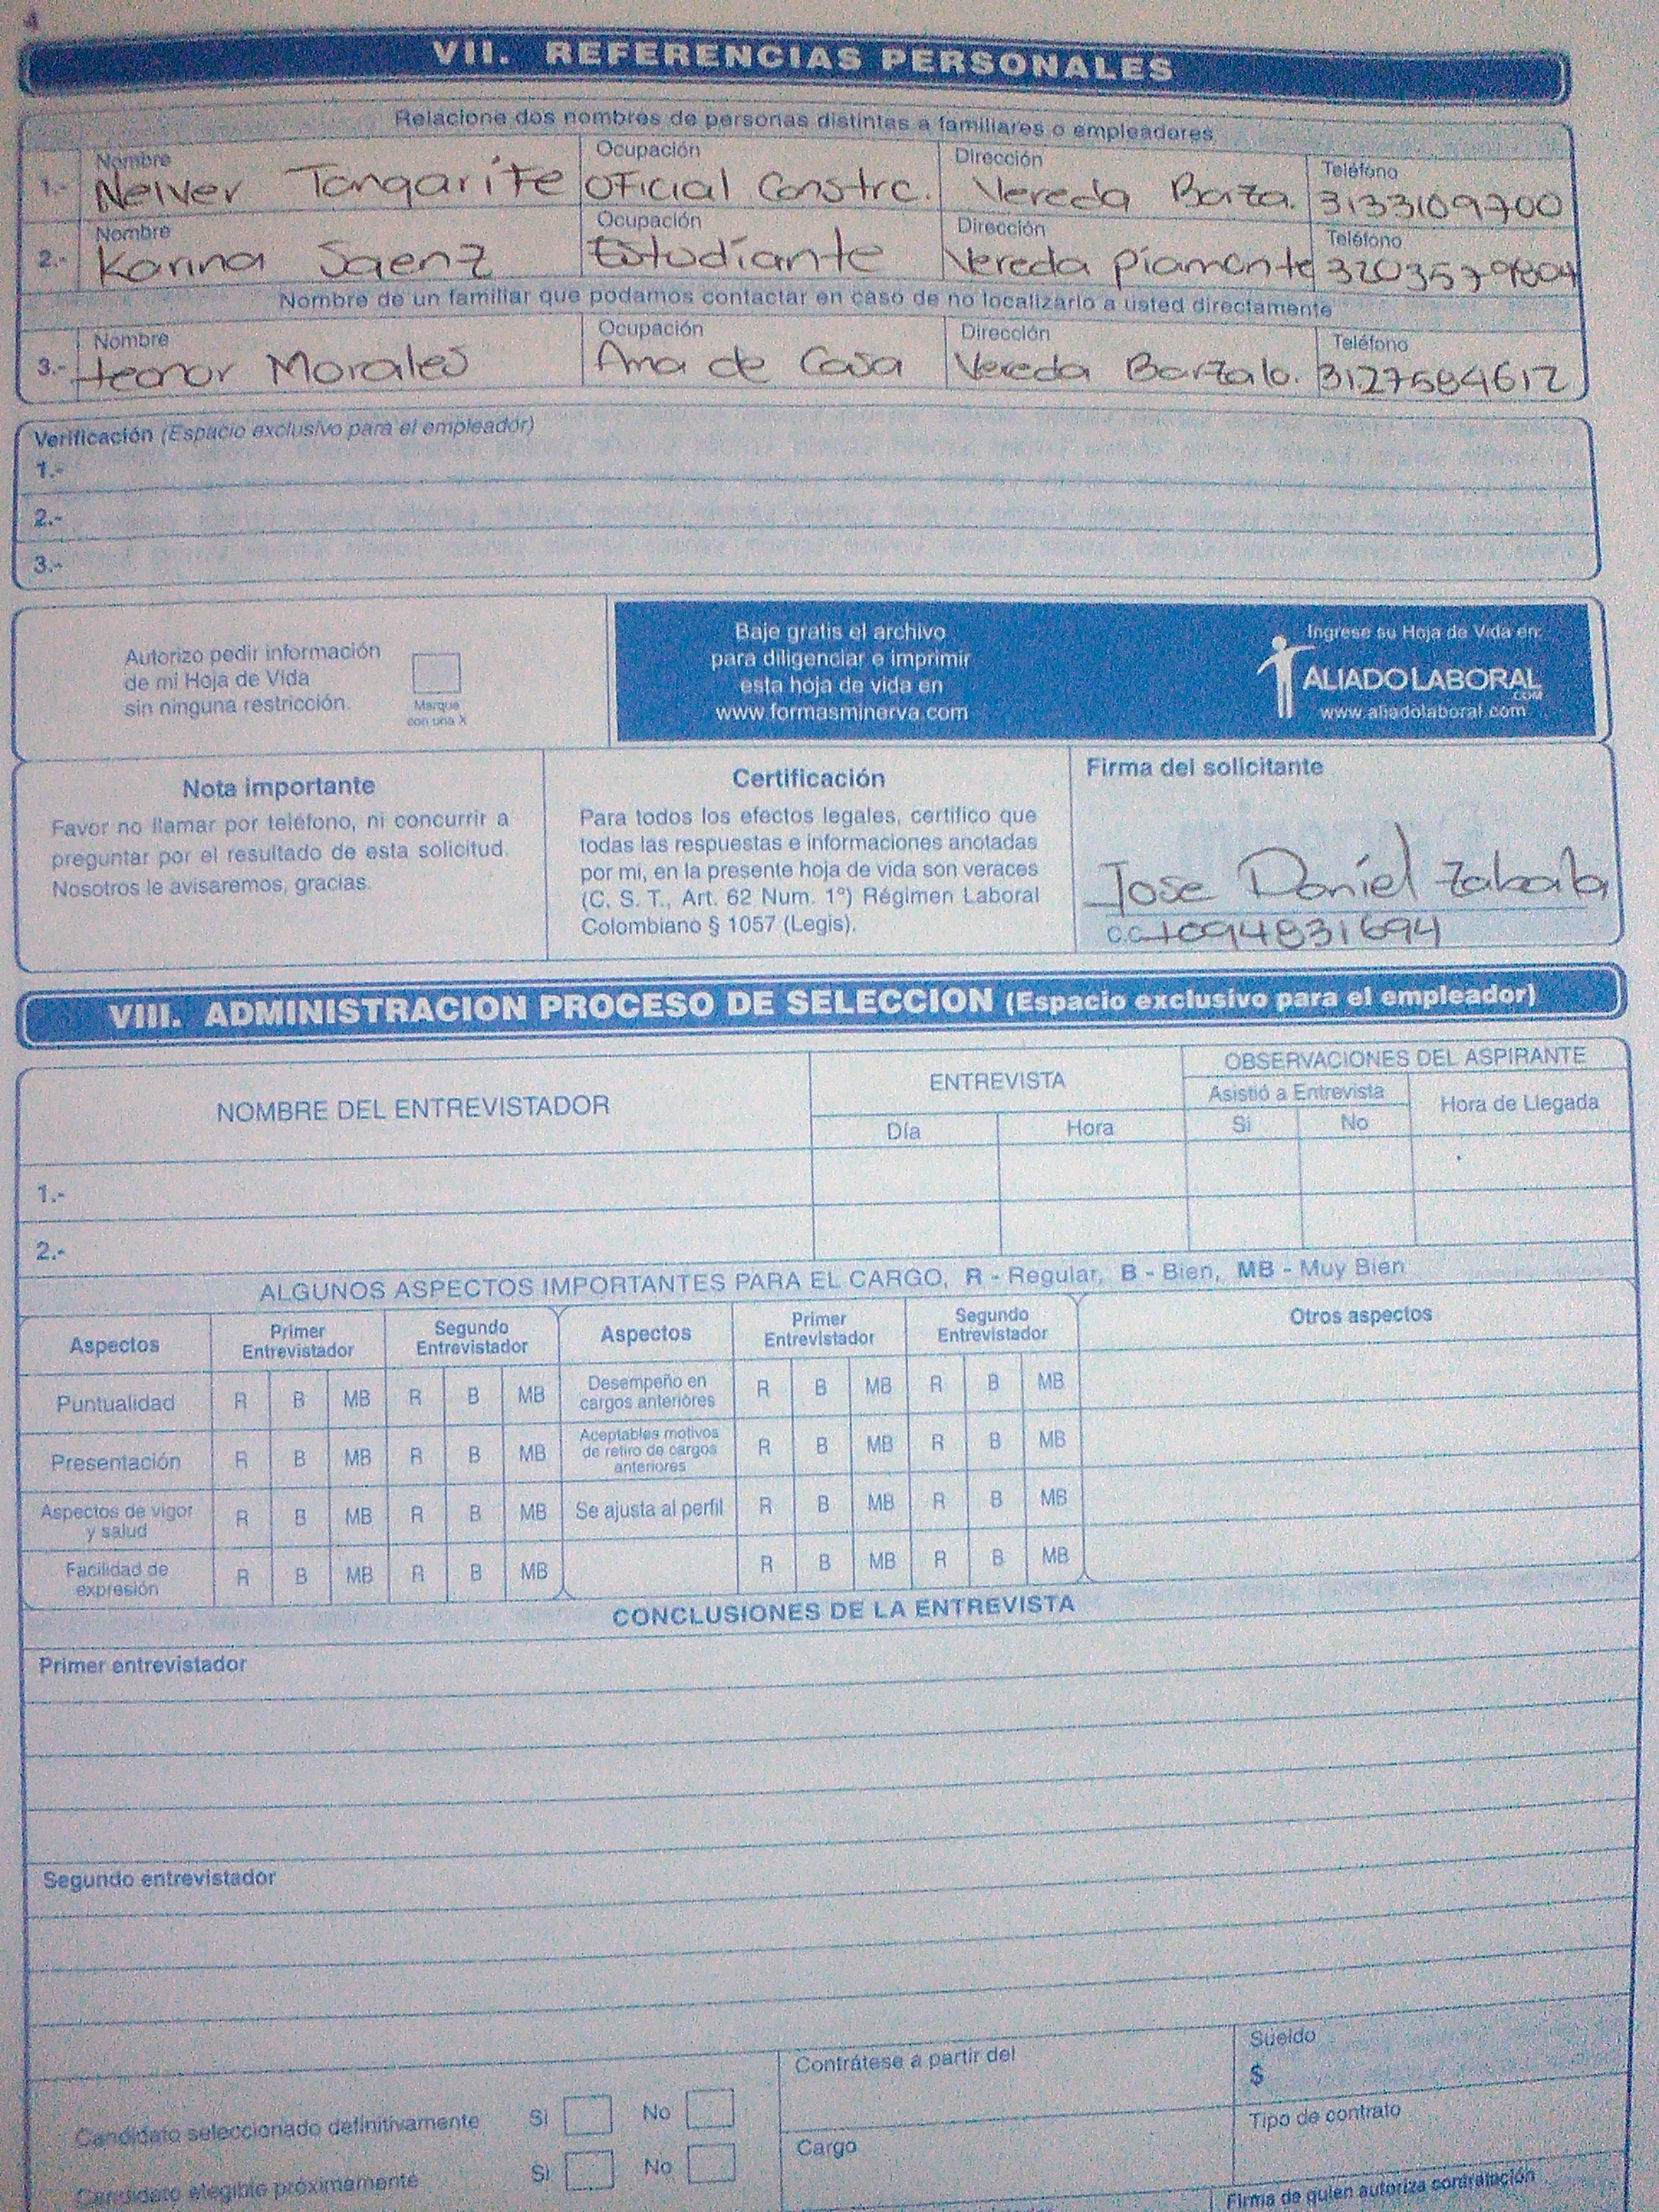 4
VII. REFERENCIAS PERSONALES
Relacione dos nombres de personas distintas a familiares o empleadores
Nombre Ocupación Dirección Teléfono
1.- Neiver Tangarife Oficial Constrc. Vereda Barza. 3133109700
Nombre Ocupación Dirección Teléfono
2.- Karina Saenz Estudiante Vereda Piamonte 3203579804
Nombre de un familiar que podamos contactar en caso de no localizarlo a usted directamente
Nombre Ocupación Dirección Teléfono
3.- Leonor Morales Ama de Casa Vereda Barzalo. 3127584612
Verificación (Espacio exclusivo para el empleador)
1.-
2.-
3.-
Autorizo pedir información
de mi Hoja de Vida
sin ninguna restricción.
Marque
con una X
Baje gratis el archivo
para diligenciar e imprimir
esta hoja de vida en
www.formasminerva.com
Ingrese su Hoja de Vida en:
ALIADOLABORAL
.COM
www.aliadolaboral.com
Nota importante
Favor no llamar por teléfono, ni concurrir a
preguntar por el resultado de esta solicitud.
Nosotros le avisaremos, gracias.
Certificación
Para todos los efectos legales, certifico que
todas las respuestas e informaciones anotadas
por mi, en la presente hoja de vida son veraces
(C. S. T., Art. 62 Num. 1°) Régimen Laboral
Colombiano § 1057 (Legis).
Firma del solicitante
Jose Daniel Zabala
C.C. 1094831694
VIII. ADMINISTRACION PROCESO DE SELECCION (Espacio exclusivo para el empleador)
NOMBRE DEL ENTREVISTADOR ENTREVISTA OBSERVACIONES DEL ASPIRANTE
Asistió a Entrevista Hora de Llegada
Día Hora Si No
1.-
2.-
ALGUNOS ASPECTOS IMPORTANTES PARA EL CARGO, R - Regular, B - Bien, MB - Muy Bien
Aspectos Primer Entrevistador Segundo Entrevistador Aspectos Primer Entrevistador Segundo Entrevistador Otros aspectos
Puntualidad R B MB R B MB Desempeño en cargos anteriores R B MB R B MB
Presentación R B MB R B MB Aceptables motivos de retiro de cargos anteriores R B MB R B MB
Aspectos de vigor y salud R B MB R B MB Se ajusta al perfil R B MB R B MB
Facilidad de expresión R B MB R B MB R B MB R B MB
CONCLUSIONES DE LA ENTREVISTA
Primer entrevistador
Segundo entrevistador
Candidato seleccionado definitivamente Si No
Candidato elegible próximamente Si No
Contrátese a partir del
Sueldo
$
Cargo
Tipo de contrato
Firma de quien autoriza contratación